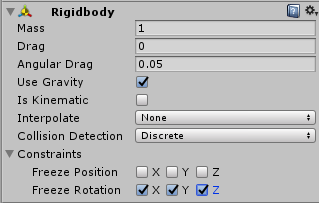 Rigidbody
Mass 1
Drag 0
Angular Drag 0.05
Use Gravity
Is Kinematic
Interpolate None
Collision Detection Discrete
Constraints
Freeze Position X Y Z
Freeze Rotation X Y Z